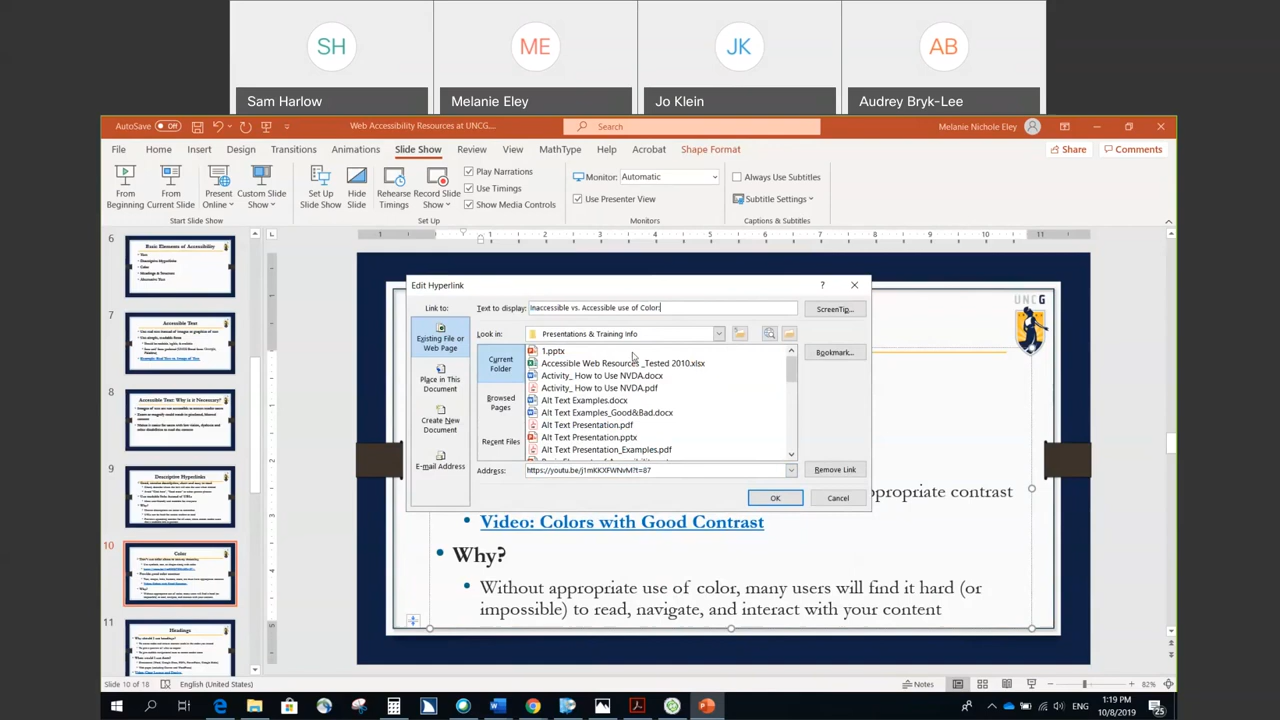 SH
ME
JK
AB
Sam Harlow
Melanie Eley
Jo Klein
Audrey Bryk-Lee
AutoSave
Off
Web Accessibility Resources at UNCG....
Search
Melanie Nichole Eley
File
Home
Insert
Design
Transitions
Animations
Slide Show
Review
View
MathType
Help
Acrobat
Shape Format
Share
Comments
From Beginning
From Current Slide
Present Online
Custom Slide Show
Start Slide Show
Set Up Slide Show
Hide Slide
Rehearse Timings
Record Slide Show
Play Narrations
Use Timings
Show Media Controls
Set Up
Monitor:
Automatic
Use Presenter View
Monitors
Always Use Subtitles
Subtitle Settings
Captions & Subtitles
6
Basic Elements of Accessibility
7
Accessible Text
8
Accessible Text: Why is it Necessary?
9
Descriptive Hyperlinks
10
Color
11
Headings
UNCG
Edit Hyperlink
?
Link to:
Text to display:
Inaccessible vs. Accessible use of Color:
ScreenTip...
Existing File or Web Page
Look in:
Presentations & Training Info
Bookmark...
Place in This Document
Current Folder
Browsed Pages
Recent Files
Create New Document
E-mail Address
1.pptx
Accessible Web Resources _Tested 2010.xlsx
Activity_ How to Use NVDA.docx
Activity_ How to Use NVDA.pdf
Alt Text Examples.docx
Alt Text Examples_Good&Bad.docx
Alt Text Presentation.pdf
Alt Text Presentation.pptx
Alt Text Presentation_Examples.pdf
Address:
https://youtu.be/j1mKKXFWNvM?t=87
Remove Link
OK
Cancel
ppropriate contrast
• Video: Colors with Good Contrast
• Why?
• Without appropriate use of color, many users will find it hard (or
impossible) to read, navigate, and interact with your content
Slide 10 of 18
English (United States)
Notes
82%
ENG
1:19 PM
10/8/2019
25